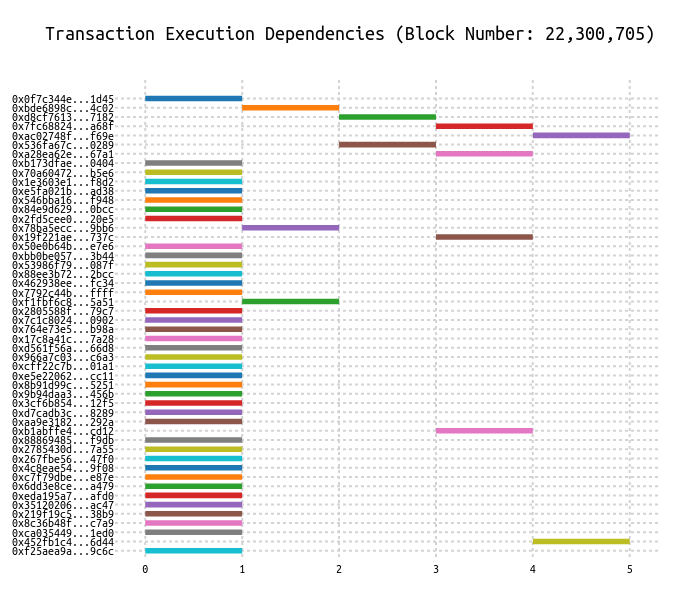 Transaction Execution Dependencies (Block Number: 22,300,705)
0x0f7c344e...1d45
0xbde6898c...4c02
0xd8cf7613...7182
0x7fc68824...a68f
0xac02748f...f69e
0x536fa67c...0289
0xa28ea62e...67a1
0xb173dfae...0404
0x70a60472...b5e6
0x1e3603e1...f8d2
0xe5fa021b...ad38
0x546bba16...f948
0x84e9d629...0bcc
0x2fd5cee0...20e5
0x78ba5ecc...9bb6
0x19f221ae...737c
0x50e0b64b...e7e6
0xbb0be057...3b44
0x53986f79...087f
0x88ee3b72...2bcc
0x462938ee...fc34
0x7792c44b...ffff
0xf1fbf6c8...5a51
0x2805588f...79c7
0x7c1c8024...0902
0x764e73e5...b98a
0x17c8a41c...7a28
0xd561f56a...66d8
0x966a7c03...c6a3
0xcff22c7b...01a1
0xe5e22062...cc11
0x8b91d99c...5251
0x9b94daa3...456b
0x3cf6b854...12f5
0xd7cadb3c...8289
0xaa9e3182...292a
0xb1abffe4...cd12
0x88869485...f9db
0x2785430d...7a55
0x267fbe56...47f0
0x4c8eae54...9f08
0xc7f79dbe...e87e
0x6dd3e8ce...a479
0xeda195a7...afd0
0x35120206...ac47
0x219f19c5...38b9
0x8c36b48f...c7a9
0xca035449...1ed0
0x452fb1c4...6d44
0xf25aea9a...9c6c
0 1 2 3 4 5